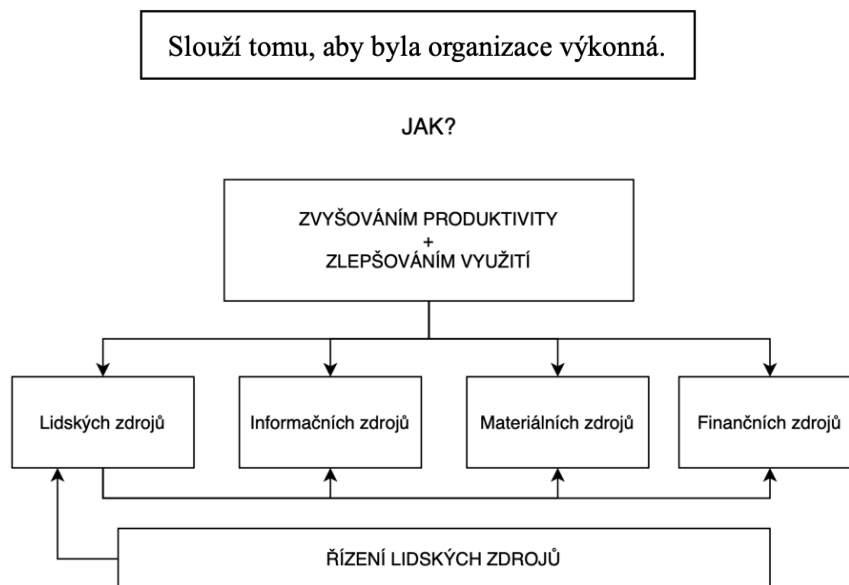 Slouží tomu, aby byla organizace výkonná.
JAK?
ZVYŠOVÁNÍM PRODUKTIVITY
+
ZLEPŠOVÁNÍM VYUŽITÍ
Lidských zdrojů
Informačních zdrojů
Materiálních zdrojů
Finančních zdrojů
ŘÍZENÍ LIDSKÝCH ZDROJŮ